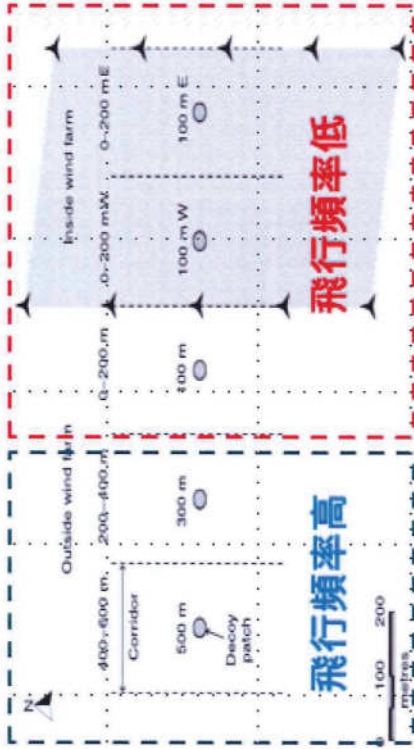 N
Outside wind farm Inside wind farm
400–600 m 200–400 m 0–200 m 0–200 mW 0–200 mE
Corridor
500 m 300 m 100 m 100 m W 100 m E
Decoy
patch
飛行頻率高 飛行頻率低
0 100 200
metres